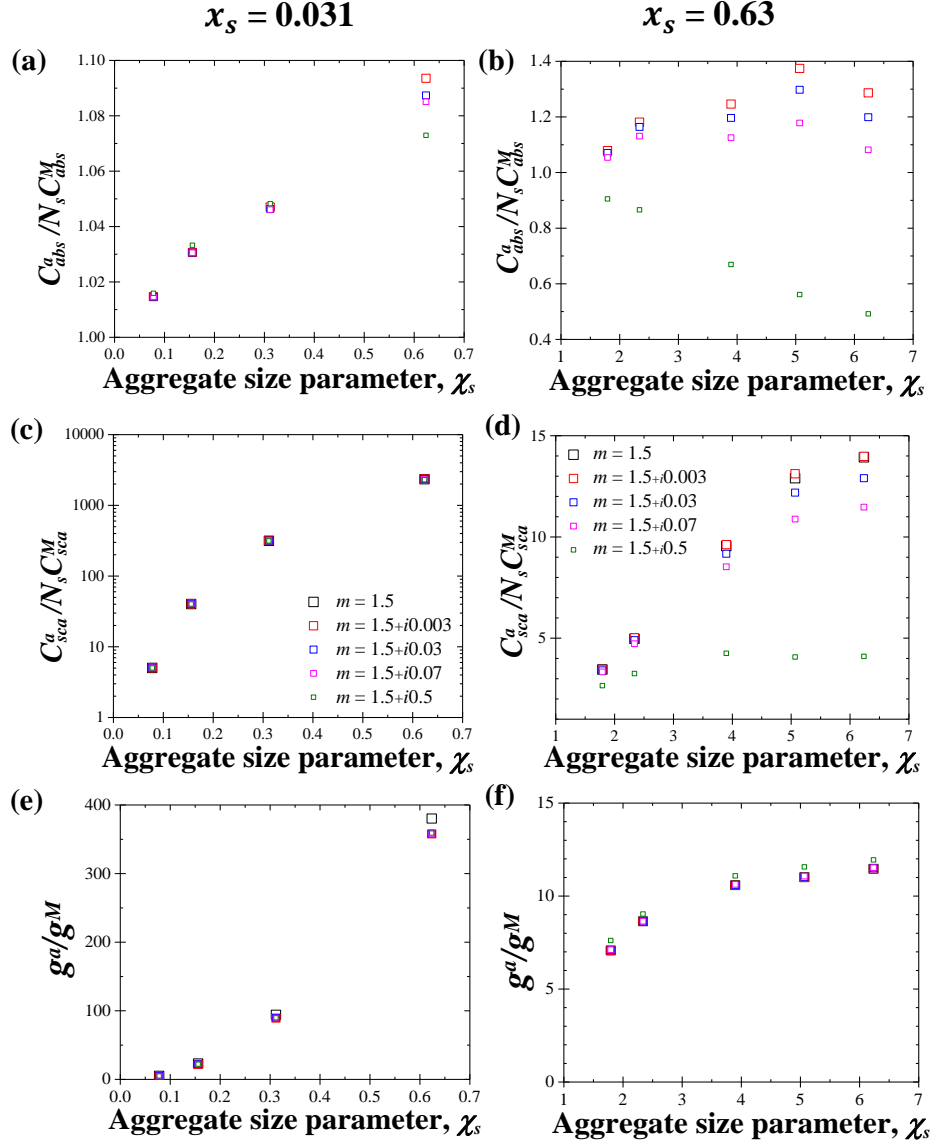 x_s = 0.031
x_s = 0.63
(a)
1.10
1.08
1.06
1.04
1.02
1.00
0.0 0.1 0.2 0.3 0.4 0.5 0.6 0.7
C^a_abs/N_sC^M_abs
Aggregate size parameter, χ_s
(b)
1.4
1.2
1.0
0.8
0.6
0.4
1 2 3 4 5 6 7
C^a_abs/N_sC^M_abs
Aggregate size parameter, χ_s
(c)
10000
1000
100
10
1
0.0 0.1 0.2 0.3 0.4 0.5 0.6 0.7
C^a_sca/N_sC^M_sca
m = 1.5
m = 1.5+i0.003
m = 1.5+i0.03
m = 1.5+i0.07
m = 1.5+i0.5
Aggregate size parameter, χ_s
(d)
15
10
5
1 2 3 4 5 6 7
C^a_sca/N_sC^M_sca
m = 1.5
m = 1.5+i0.003
m = 1.5+i0.03
m = 1.5+i0.07
m = 1.5+i0.5
Aggregate size parameter, χ_s
(e)
400
300
200
100
0
0.0 0.1 0.2 0.3 0.4 0.5 0.6 0.7
g^a/g^M
Aggregate size parameter, χ_s
(f)
15
10
5
0
1 2 3 4 5 6 7
g^a/g^M
Aggregate size parameter, χ_s